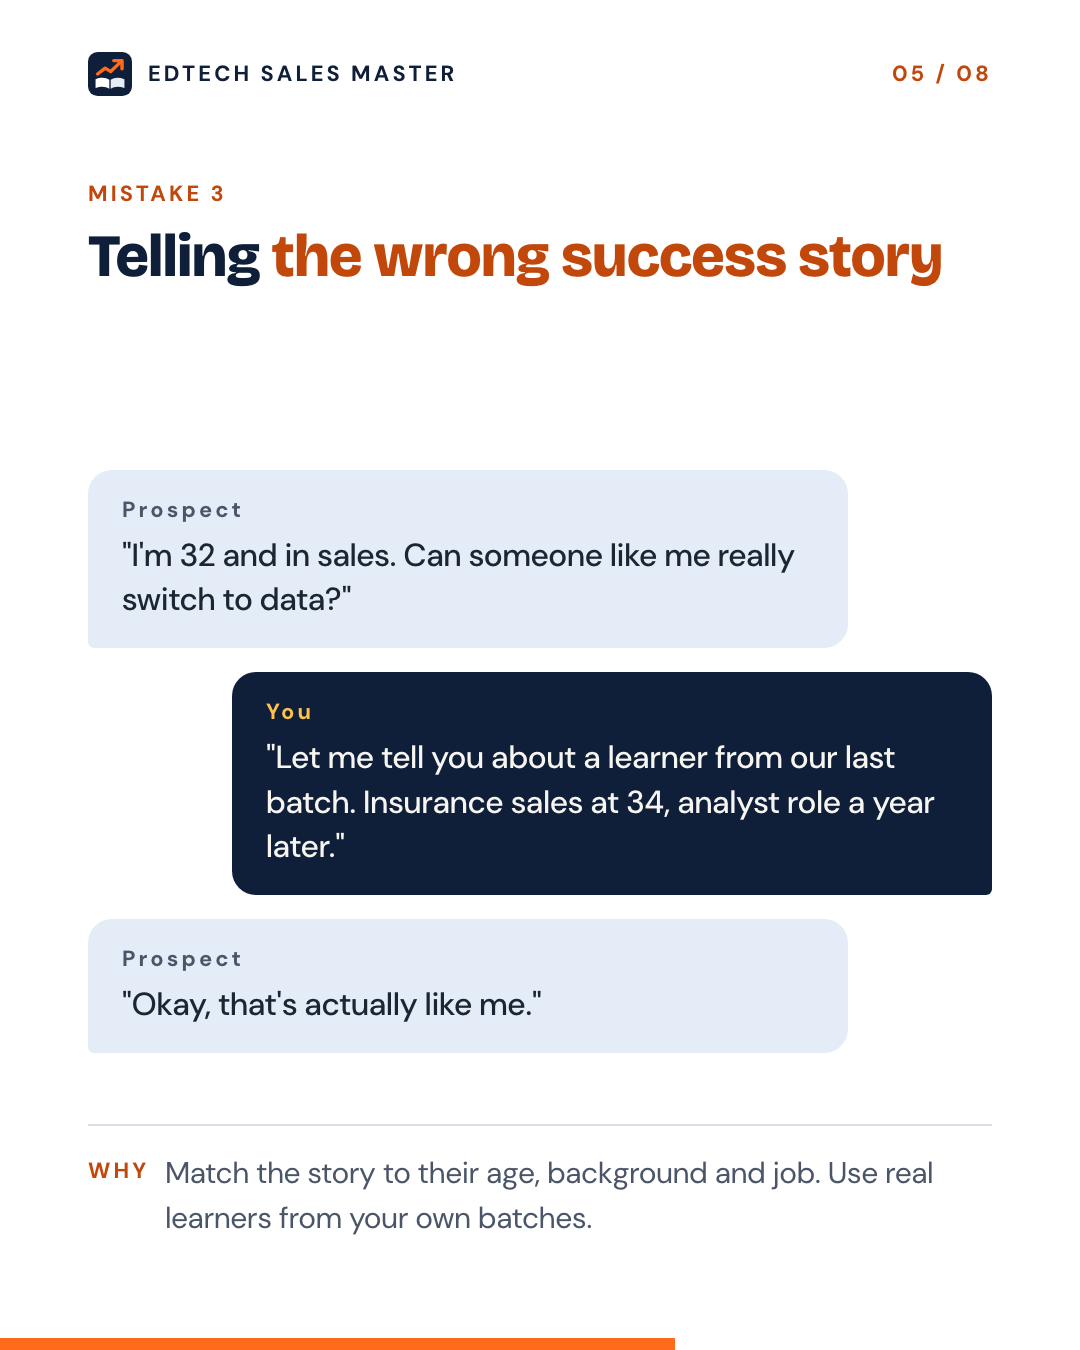 EDTECH SALES MASTER
05 / 08
MISTAKE 3
Telling the wrong success story
Prospect
"I'm 32 and in sales. Can someone like me really
switch to data?"
You
"Let me tell you about a learner from our last
batch. Insurance sales at 34, analyst role a year
later."
Prospect
"Okay, that's actually like me."
WHY Match the story to their age, background and job. Use real
learners from your own batches.